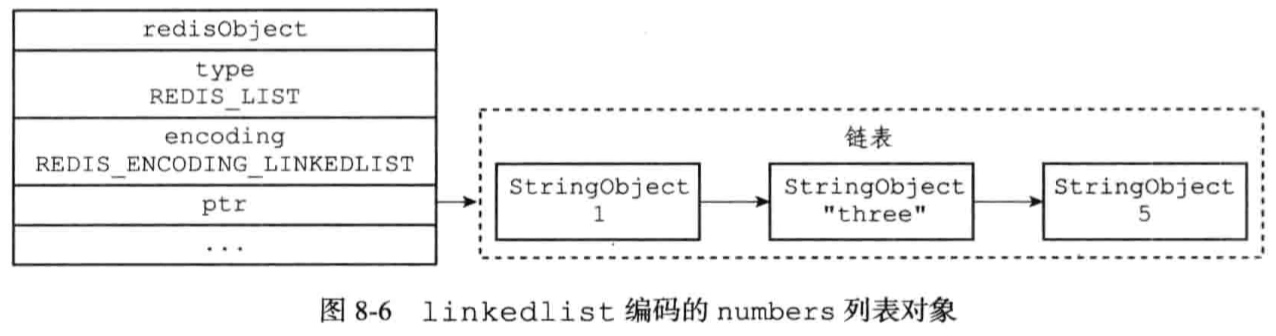 redisObject
type
REDIS_LIST
encoding
REDIS_ENCODING_LINKEDLIST
ptr
...
链表
StringObject
1
StringObject
"three"
StringObject
5
图 8-6 linkedlist 编码的 numbers 列表对象